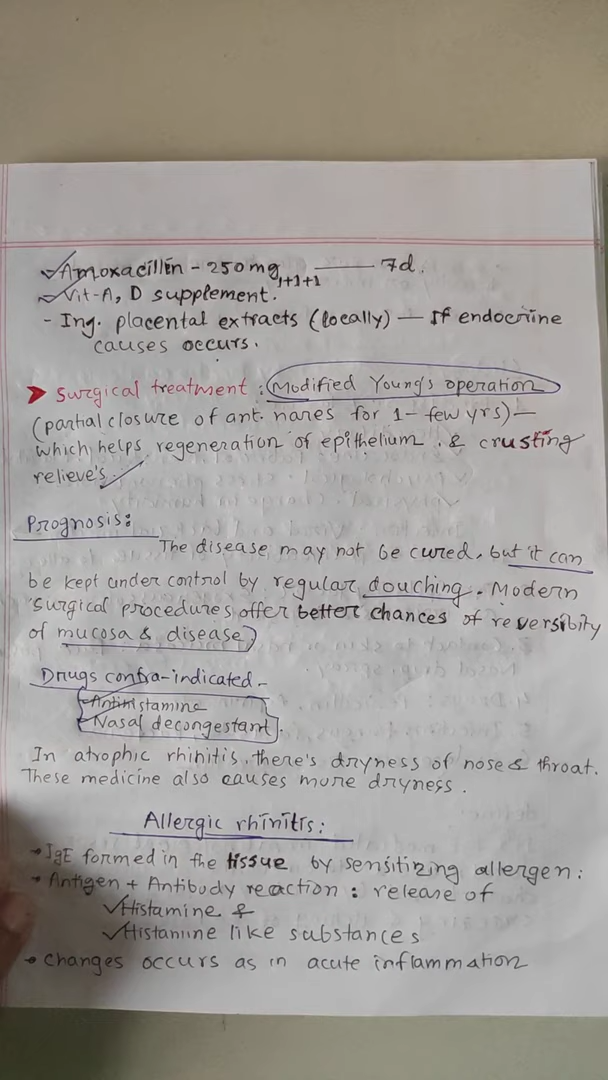 Amoxacillin - 250 mg 1+1+1 —— 7d.
Vit-A, D supplement.
- Inj. placental extracts (locally) — If endocrine
causes occurs.
➤ Surgical treatment : Modified Young's operation
(partial closure of ant. nares for 1- few yrs) —
which helps regeneration of epithelium. & crusting
relieve's.
Prognosis:
The disease may not be cured, but it can
be kept under control by regular douching. Modern
surgical procedures offer better chances of reversibity
of mucosa & disease)
Drugs contra-indicated -
Antihistamine
Nasal decongestant.
In atrophic rhinitis, there's dryness of nose & throat.
These medicine also causes more dryness.
Allergic rhinitis:
• IgE formed in the tissue by sensitizing allergen:
• Antigen + Antibody reaction : release of
✓Histamine &
✓Histamine like substances
• changes occurs as in acute inflammation